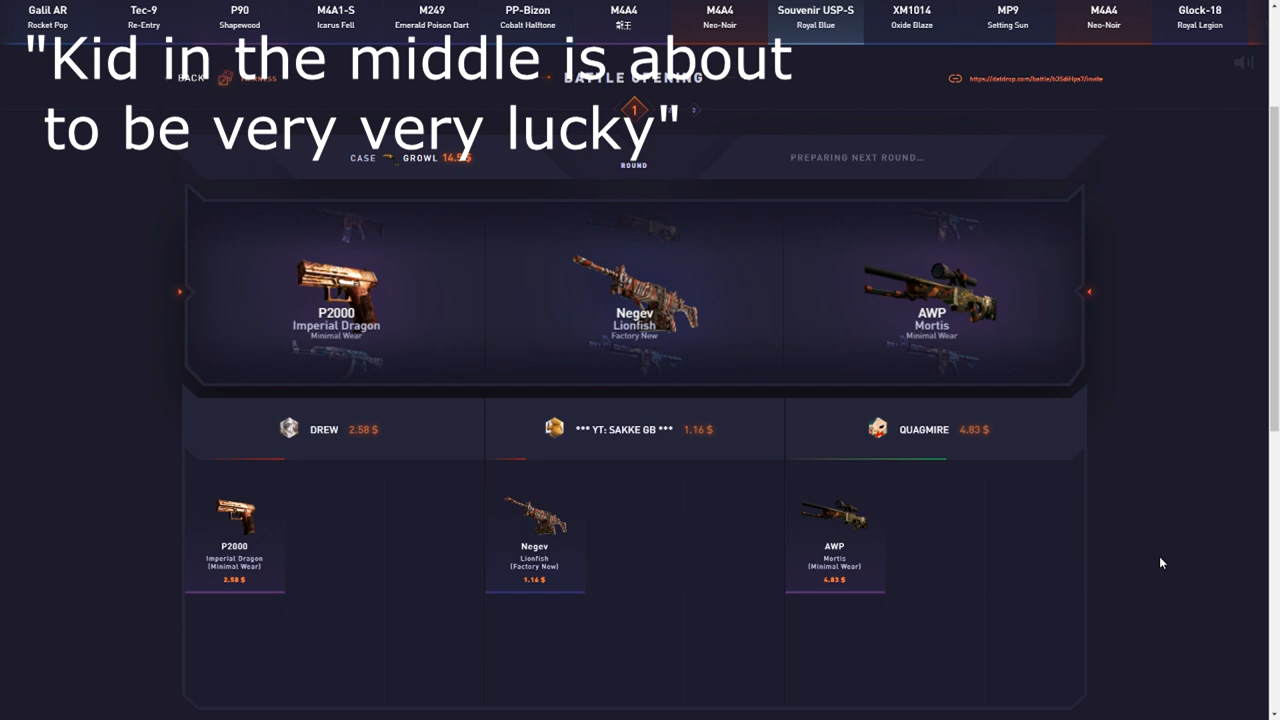 Galil AR Tec-9 P90 M4A1-S M249 PP-Bizon M4A4 M4A4 Souvenir USP-S XM1014 MP9 M4A4 Glock-18
Rocket Pop Re-Entry Shapewood Icarus Fell Emerald Poison Dart Cobalt Halftone 龍王 Neo-Noir Royal Blue Oxide Blaze Setting Sun Neo-Noir Royal Legion
"Kid in the middle is about
to be very very lucky"
BACK BATTLE OPENING
1 3
CASE GROWL
ROUND
PREPARING NEXT ROUND...
P2000 Negev AWP
Imperial Dragon Lionfish Mortis
Minimal Wear Factory New Minimal Wear
DREW 2.58 $ *** YT: SAKKE GB *** 1.16 $ QUAGMIRE 4.83 $
P2000 Negev AWP
Imperial Dragon Lionfish Mortis
(Minimal Wear) (Factory New) (Minimal Wear)
2.58 $ 1.16 $ 4.83 $